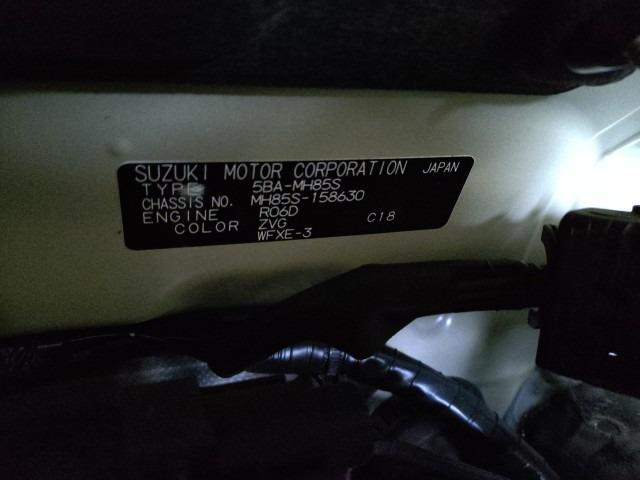 SUZUKI MOTOR CORPORATION JAPAN
TYPE 5BA-MH85S
CHASSIS NO. MH85S-158630
ENGINE R06D C18
COLOR ZVG
WFXE-3